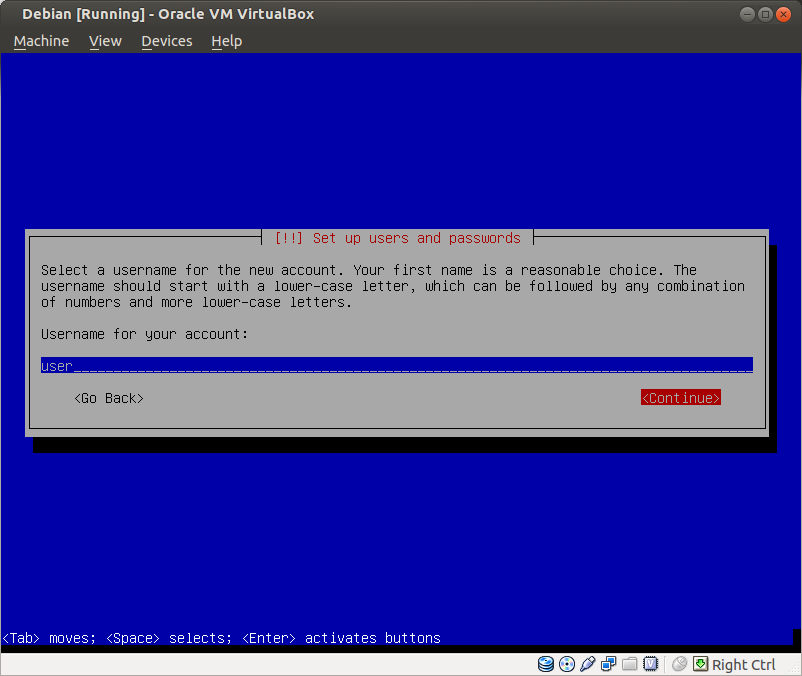 Debian [Running] - Oracle VM VirtualBox
Machine View Devices Help
[!!] Set up users and passwords
Select a username for the new account. Your first name is a reasonable choice. The
username should start with a lower-case letter, which can be followed by any combination
of numbers and more lower-case letters.
Username for your account:
user
<Go Back> <Continue>
<Tab> moves; <Space> selects; <Enter> activates buttons
Right Ctrl